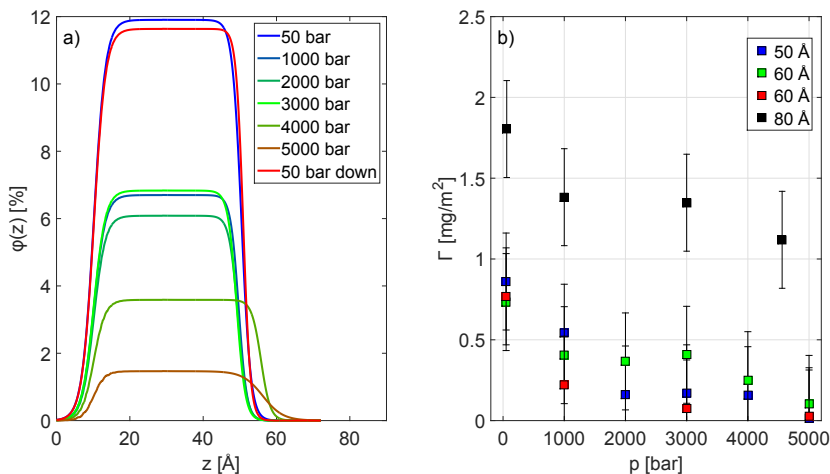 a)
50 bar
1000 bar
2000 bar
3000 bar
4000 bar
5000 bar
50 bar down
12
10
8
6
4
2
0
φ(z) [%]
0 20 40 60 80
z [Å]
b)
50 Å
60 Å
60 Å
80 Å
2.5
2
1.5
1
0.5
0
Γ [mg/m²]
0 1000 2000 3000 4000 5000
p [bar]